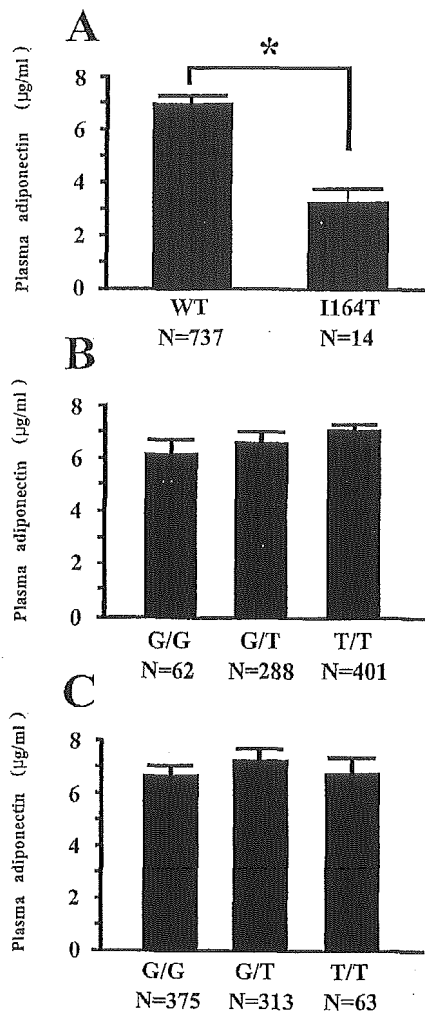 A
*
Plasma adiponectin (μg/ml)
8
6
4
2
0
WT
I164T
N=737
N=14
B
Plasma adiponectin (μg/ml)
8
6
4
2
0
G/G
G/T
T/T
N=62
N=288
N=401
C
Plasma adiponectin (μg/ml)
8
6
4
2
0
G/G
G/T
T/T
N=375
N=313
N=63